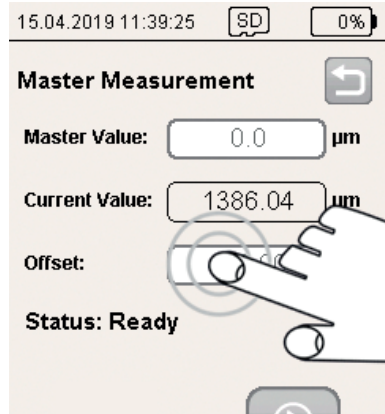 15.04.2019 11:39:25 SD 0%
Master Measurement
Master Value: 0.0 µm
Current Value: 1386.04 µm
Offset:
Status: Ready